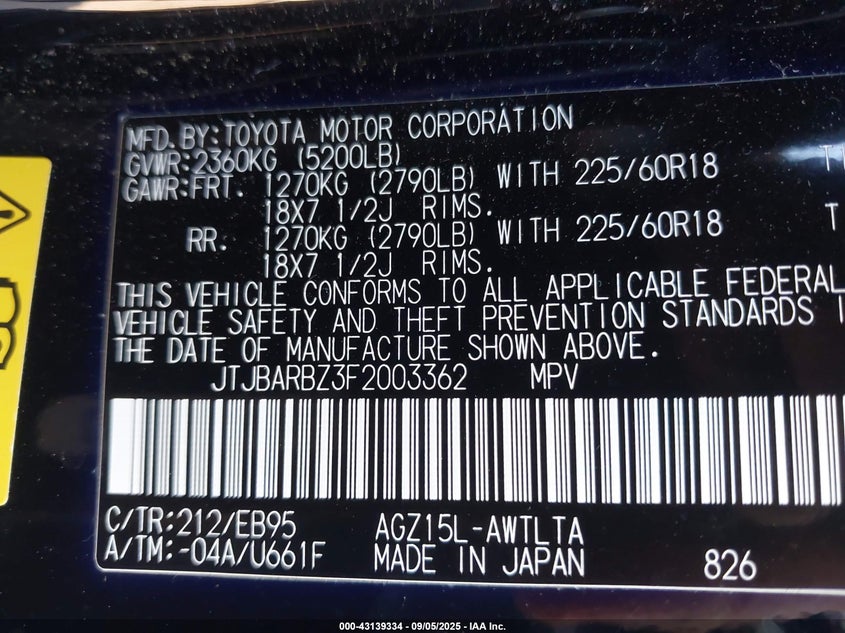 MFD. BY: TOYOTA MOTOR CORPORATION
GVWR: 2360KG (5200LB)
GAWR: FRT. 1270KG (2790LB) WITH 225/60R18
18X7 1/2J RIMS.
RR. 1270KG (2790LB) WITH 225/60R18
18X7 1/2J RIMS.
THIS VEHICLE CONFORMS TO ALL APPLICABLE FEDERAL
VEHICLE SAFETY AND THEFT PREVENTION STANDARDS
THE DATE OF MANUFACTURE SHOWN ABOVE.
JTJBARBZ3F2003362 MPV
C/TR: 212/EB95 AGZ15L-AWTLTA
A/TM: -04A/U661F MADE IN JAPAN 826
000-43139334 - 09/05/2025 - IAA Inc.